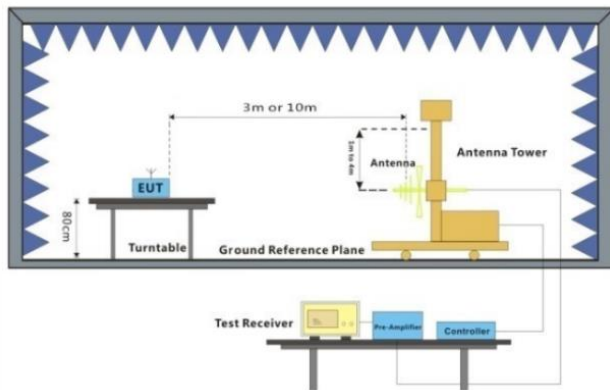 3m or 10m
1m to 4m
Antenna
Antenna Tower
EUT
80cm
Turntable
Ground Reference Plane
Test Receiver
Pre-Amplifier
Controller